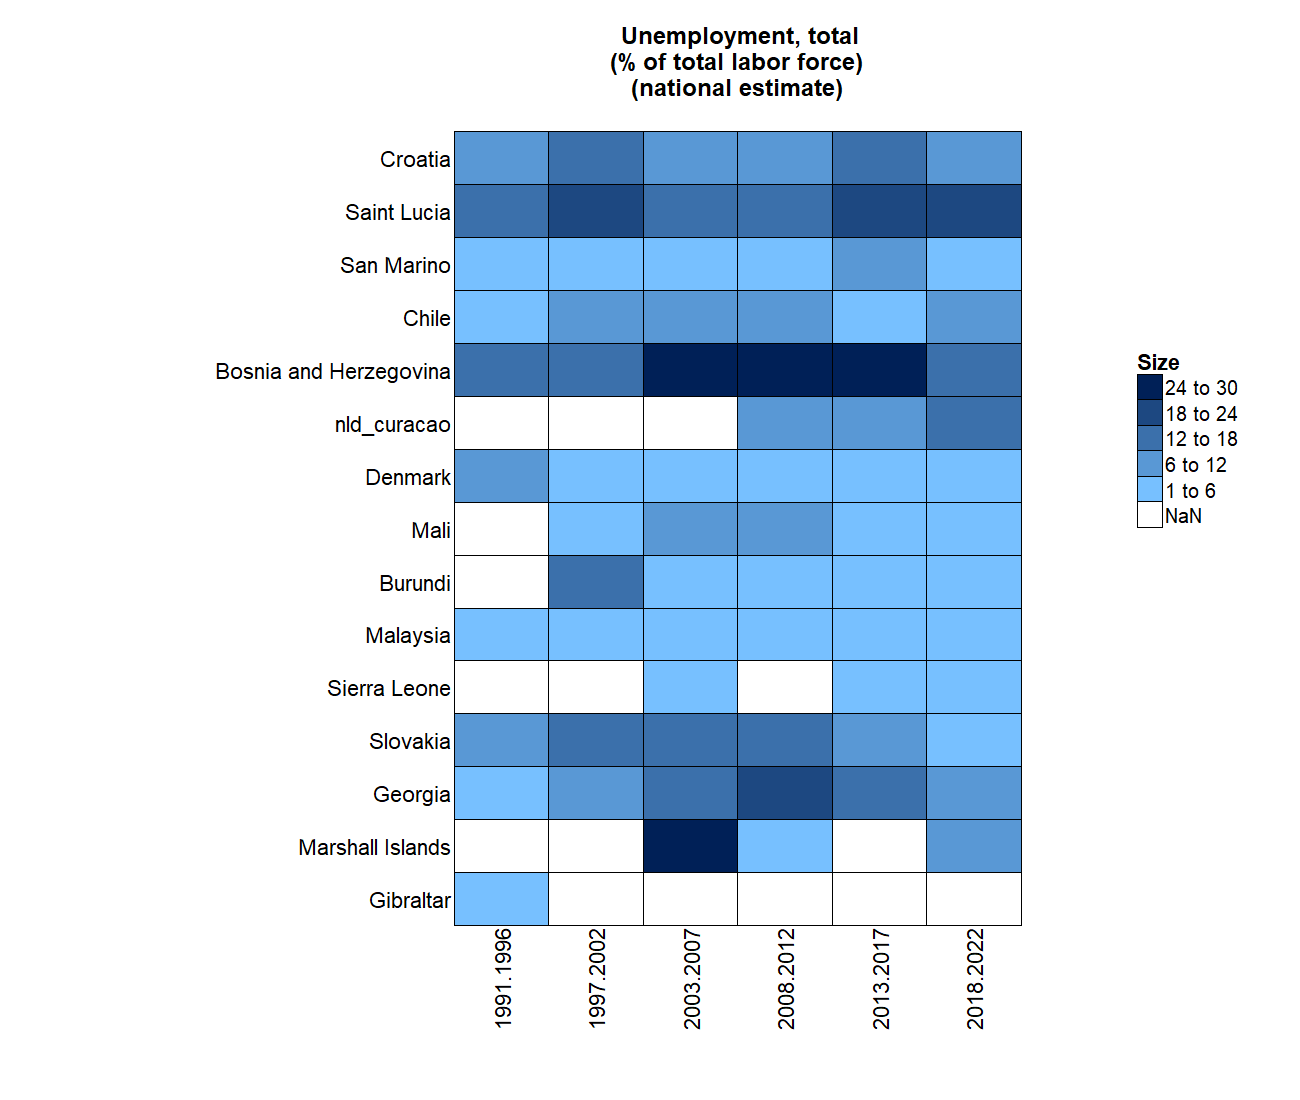 Unemployment, total
(% of total labor force)
(national estimate)
Croatia
Saint Lucia
San Marino
Chile
Bosnia and Herzegovina
nld_curacao
Denmark
Mali
Burundi
Malaysia
Sierra Leone
Slovakia
Georgia
Marshall Islands
Gibraltar
1991.1996
1997.2002
2003.2007
2008.2012
2013.2017
2018.2022
Size
24 to 30
18 to 24
12 to 18
6 to 12
1 to 6
NaN